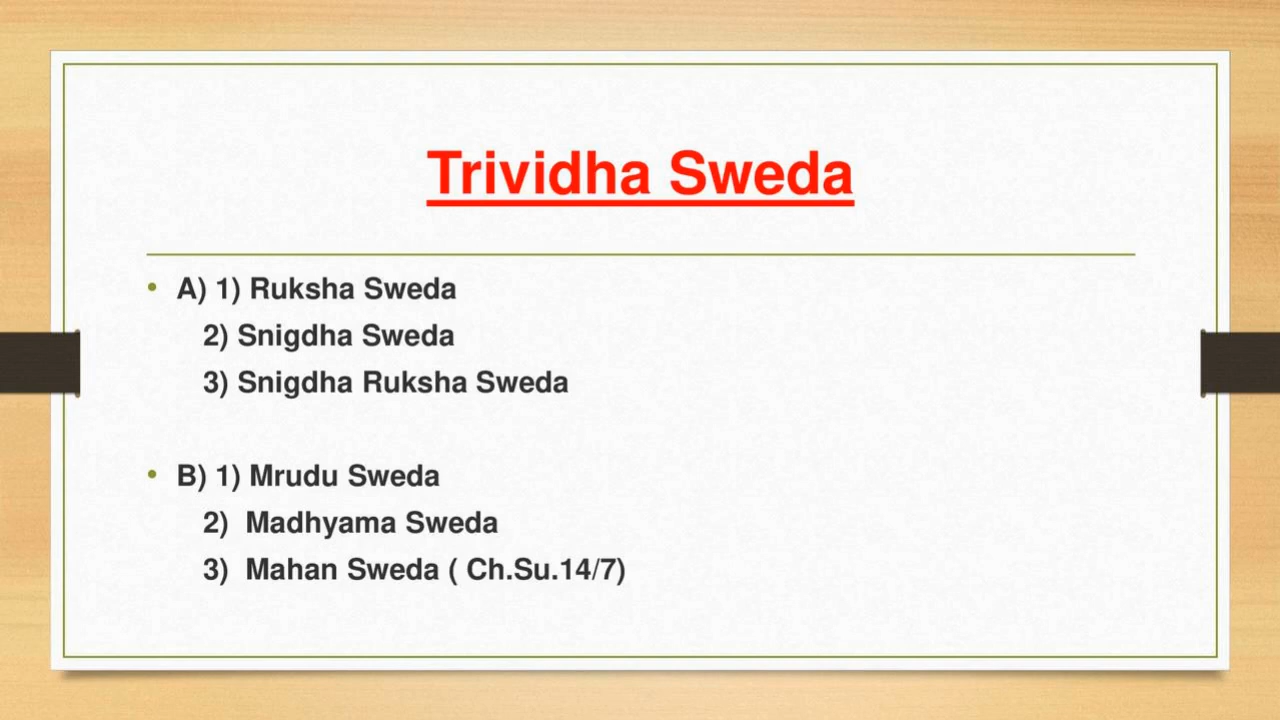 Trividha Sweda
• A) 1) Ruksha Sweda
2) Snigdha Sweda
3) Snigdha Ruksha Sweda
• B) 1) Mrudu Sweda
2) Madhyama Sweda
3) Mahan Sweda ( Ch.Su.14/7)